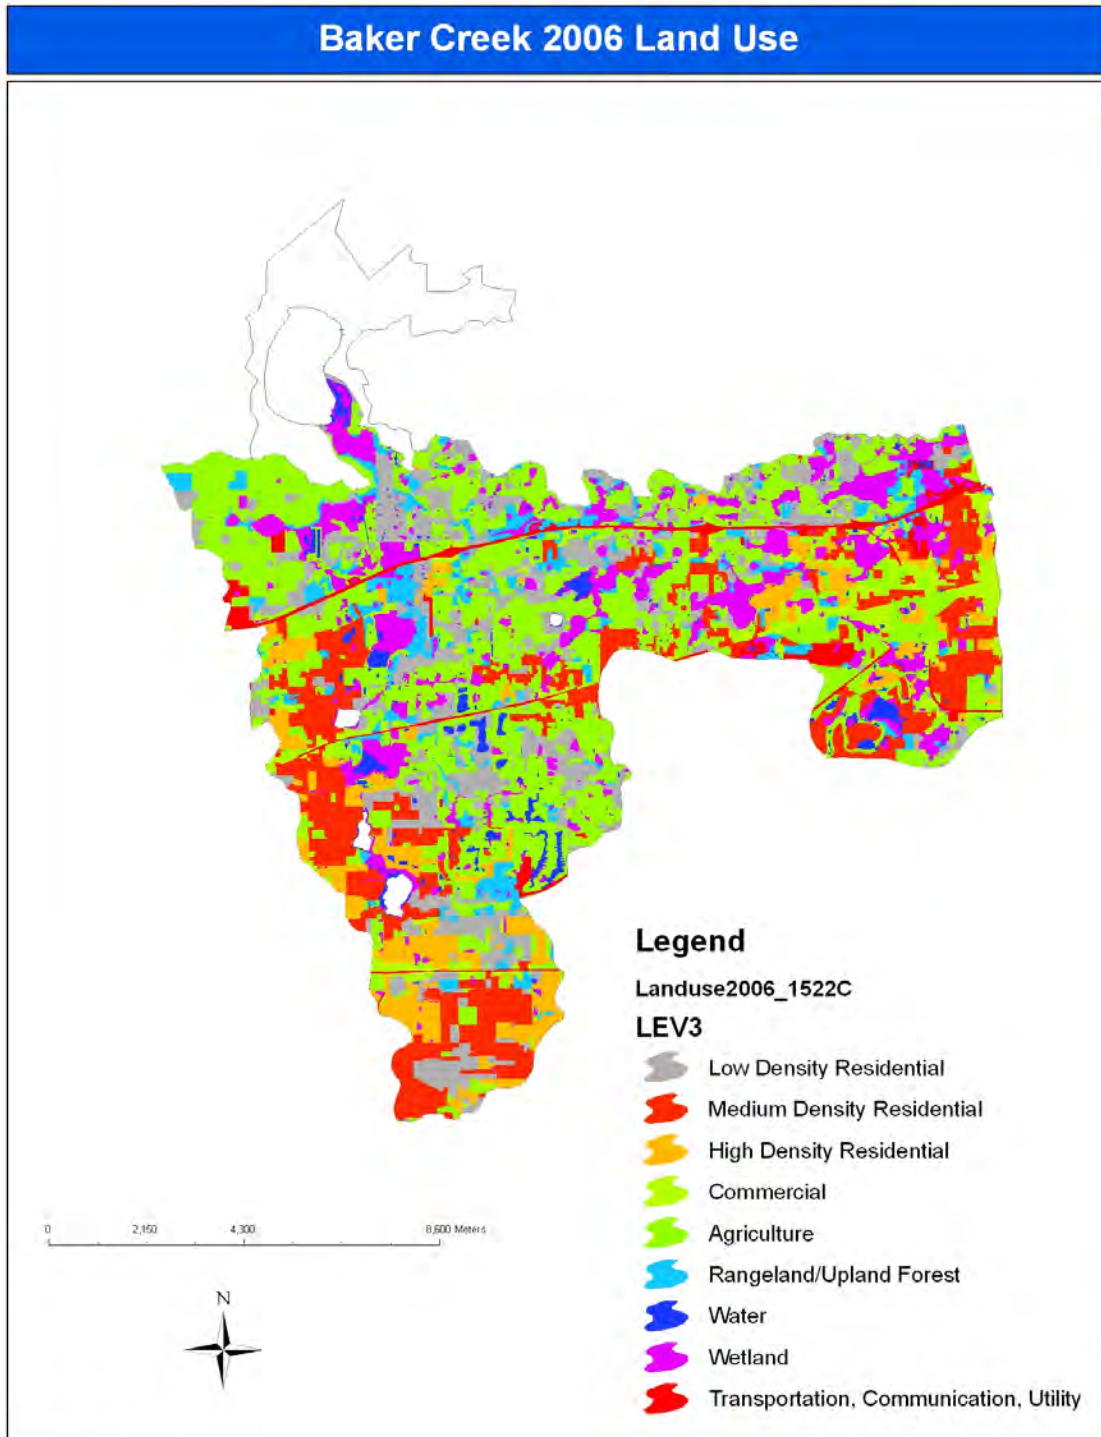 Baker Creek 2006 Land Use
Legend
Landuse2006_1522C
LEV3
Low Density Residential
Medium Density Residential
High Density Residential
Commercial
Agriculture
Rangeland/Upland Forest
Water
Wetland
Transportation, Communication, Utility
0 2,150 4,300 8,600 Meters
N